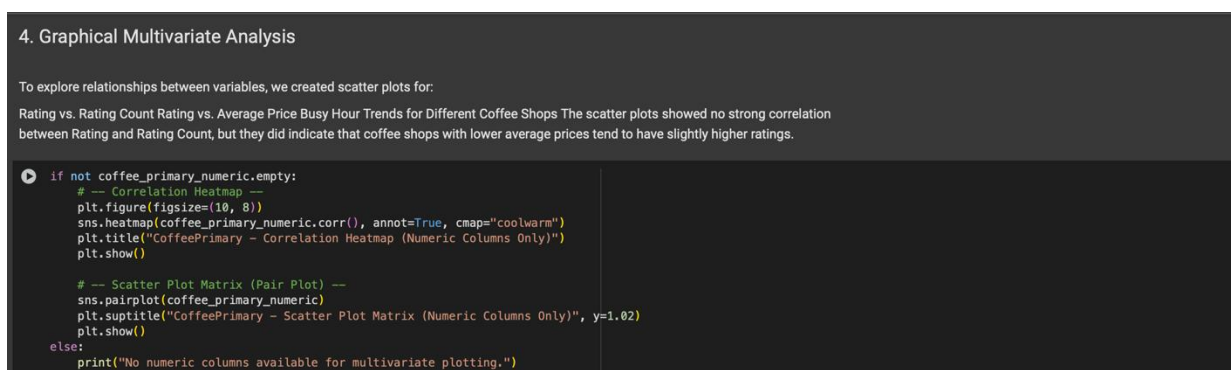 4. Graphical Multivariate Analysis
To explore relationships between variables, we created scatter plots for:
Rating vs. Rating Count Rating vs. Average Price Busy Hour Trends for Different Coffee Shops The scatter plots showed no strong correlation
between Rating and Rating Count, but they did indicate that coffee shops with lower average prices tend to have slightly higher ratings.
if not coffee_primary_numeric.empty:
    # -- Correlation Heatmap --
    plt.figure(figsize=(10, 8))
    sns.heatmap(coffee_primary_numeric.corr(), annot=True, cmap="coolwarm")
    plt.title("CoffeePrimary - Correlation Heatmap (Numeric Columns Only)")
    plt.show()
    # -- Scatter Plot Matrix (Pair Plot) --
    sns.pairplot(coffee_primary_numeric)
    plt.suptitle("CoffeePrimary - Scatter Plot Matrix (Numeric Columns Only)", y=1.02)
    plt.show()
else:
    print("No numeric columns available for multivariate plotting.")